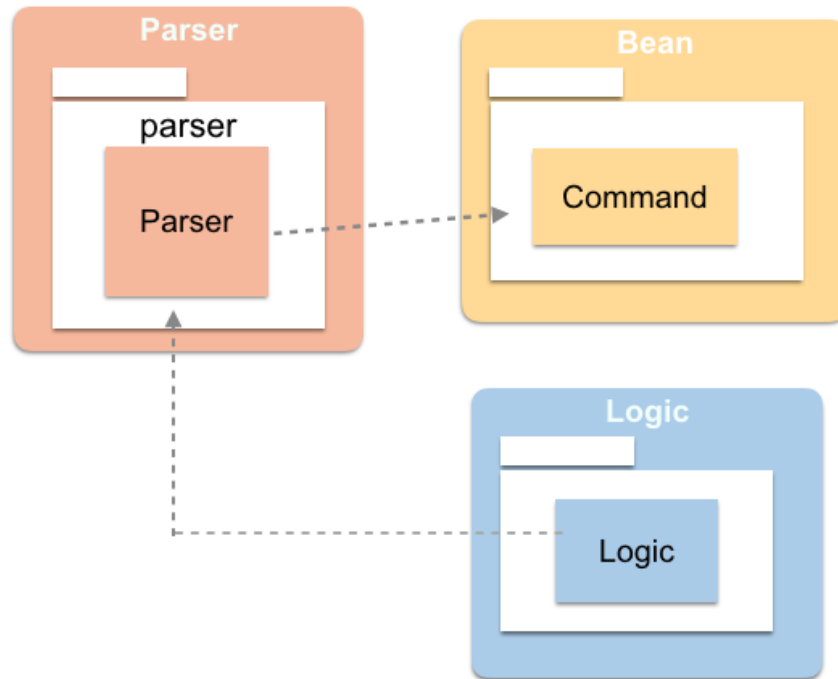 Parser
parser
Parser
Bean
Command
Logic
Logic